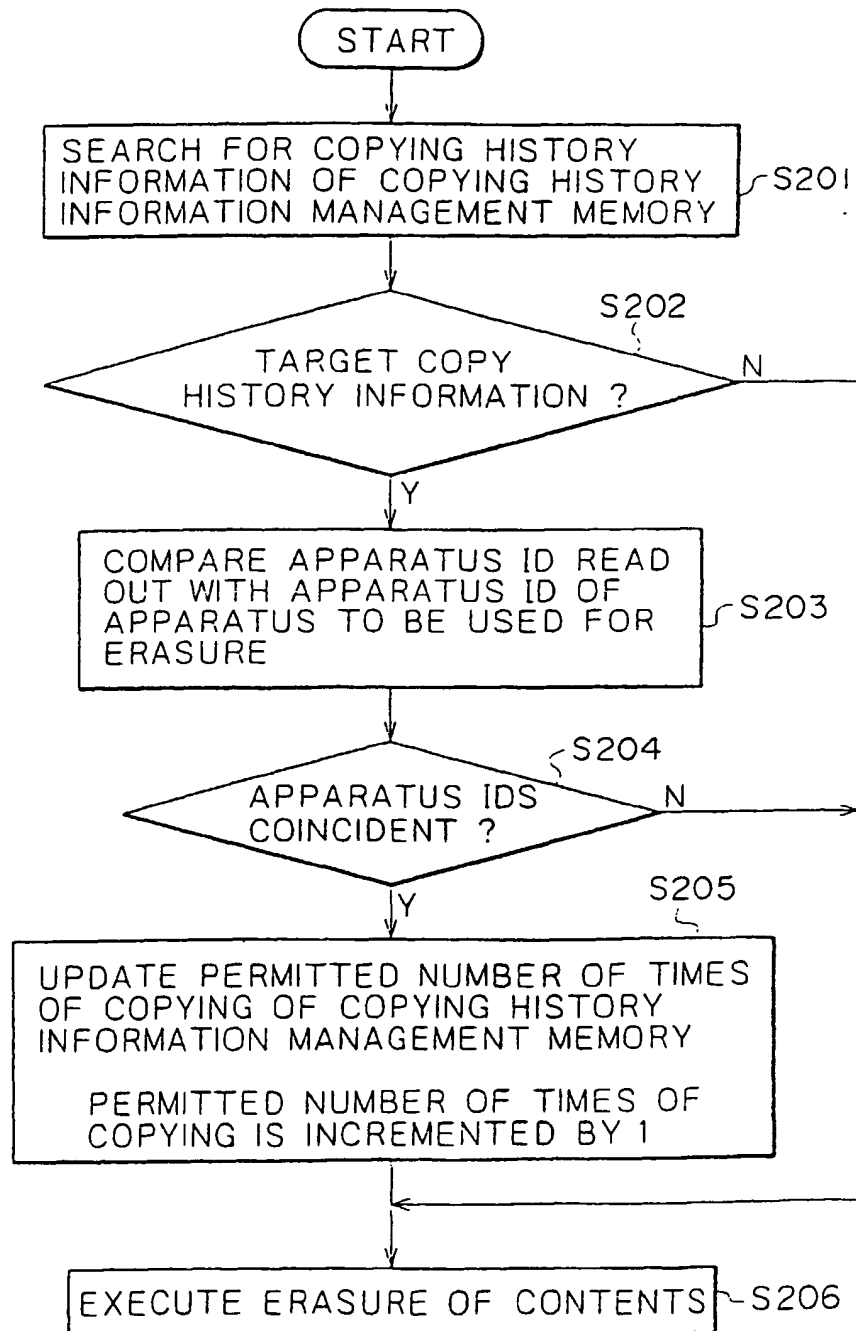 START
SEARCH FOR COPYING HISTORY
INFORMATION OF COPYING HISTORY
INFORMATION MANAGEMENT MEMORY
S201
S202
TARGET COPY
HISTORY INFORMATION ?
N
Y
COMPARE APPARATUS ID READ
OUT WITH APPARATUS ID OF
APPARATUS TO BE USED FOR
ERASURE
S203
S204
APPARATUS IDS
COINCIDENT ?
N
Y
S205
UPDATE PERMITTED NUMBER OF TIMES
OF COPYING OF COPYING HISTORY
INFORMATION MANAGEMENT MEMORY
PERMITTED NUMBER OF TIMES OF
COPYING IS INCREMENTED BY 1
EXECUTE ERASURE OF CONTENTS
S206